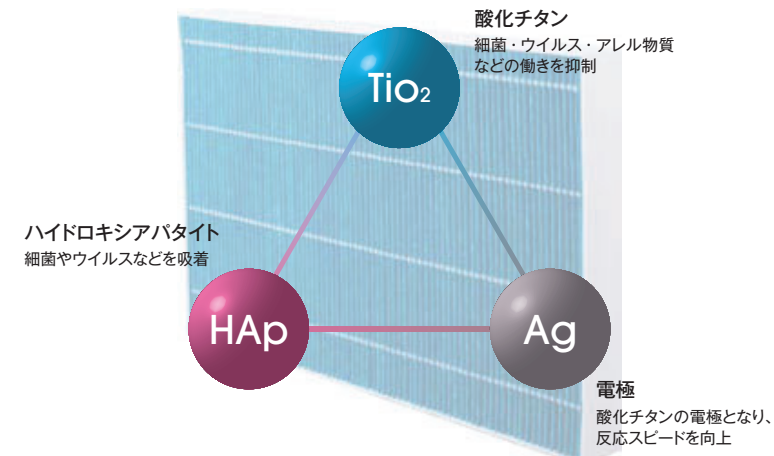 酸化チタン
細菌・ウイルス・アレル物質
などの働きを抑制
Tio₂
ハイドロキシアパタイト
細菌やウイルスなどを吸着
HAp
Ag
電極
酸化チタンの電極となり、
反応スピードを向上